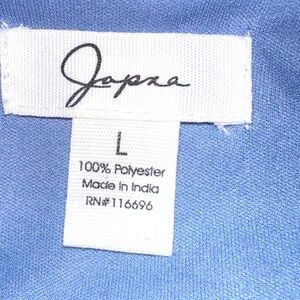 Japna
L
100% Polyester
Made in India
RN#116696